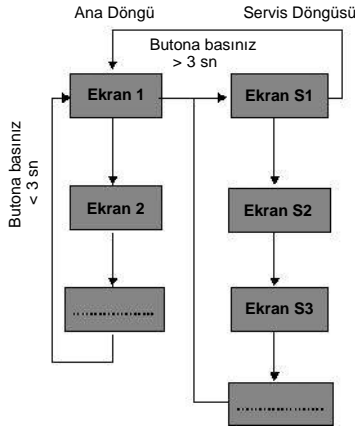 Ana Döngü
Servis Döngüsü
Butona basınız
> 3 sn
Ekran 1
Ekran S1
Butona basınız
< 3 sn
Ekran 2
Ekran S2
....................
Ekran S3
....................